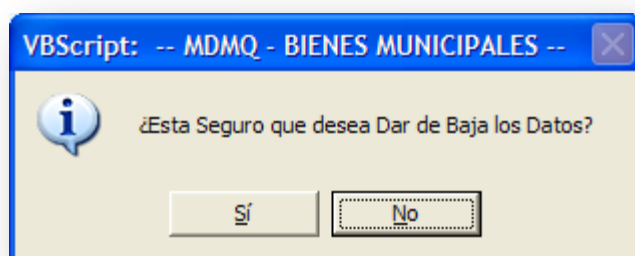 VBScript: -- MDMQ - BIENES MUNICIPALES --
¿Esta Seguro que desea Dar de Baja los Datos?
Sí No